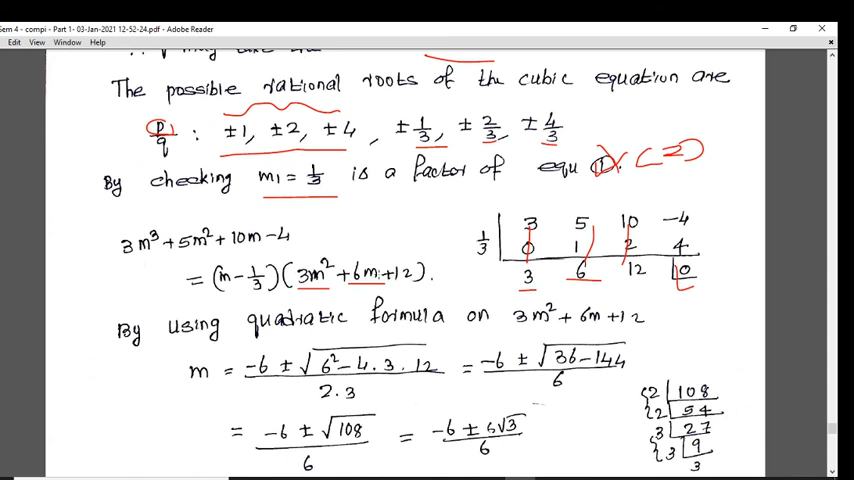 Sem 4 - compi - Part 1- 03-Jan-2021 12-52-24.pdf - Adobe Reader
Edit View Window Help
The possible rational roots of the cubic equation are
p/q : ±1, ±2, ±4, ±1/3, ±2/3, ±4/3
By checking m₁ = 1/3 is a factor of equ (2)
3m³+5m²+10m-4
= (m-1/3)(3m²+6m+12).
1/3 | 3 5 10 -4
0 1 2 4
3 6 12 |0
By using quadratic formula on 3m²+6m+12
m = (-6 ± √(6²-4.3.12))/(2.3) = (-6 ± √(36-144))/6
= (-6 ± √108)/6 = (-6 ± 6√3)/6
2 | 108
2 | 54
3 | 27
3 | 9
3